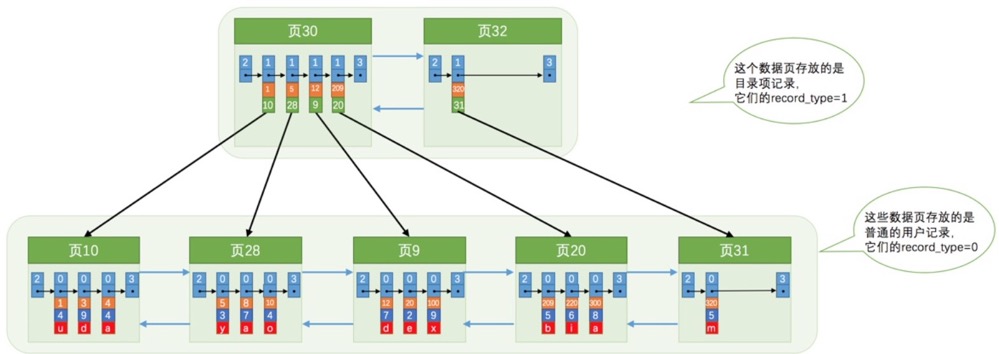 页30 页32
2 1 1 1 1 3 2 1 3
1 5 12 209 320
10 28 9 20 31
这个数据页存放的是
目录项记录,
它们的record_type=1
这些数据页存放的是
普通的用户记录,
它们的record_type=0
页10 页28 页9 页20 页31
2 0 0 0 3 2 0 0 0 3 2 0 0 0 3 2 0 0 0 3 2 0 3
1 3 4 5 8 10 12 20 100 209 220 300 320
4 9 4 3 7 4 7 2 9 5 6 8 5
u d a y a o d e x b i a m